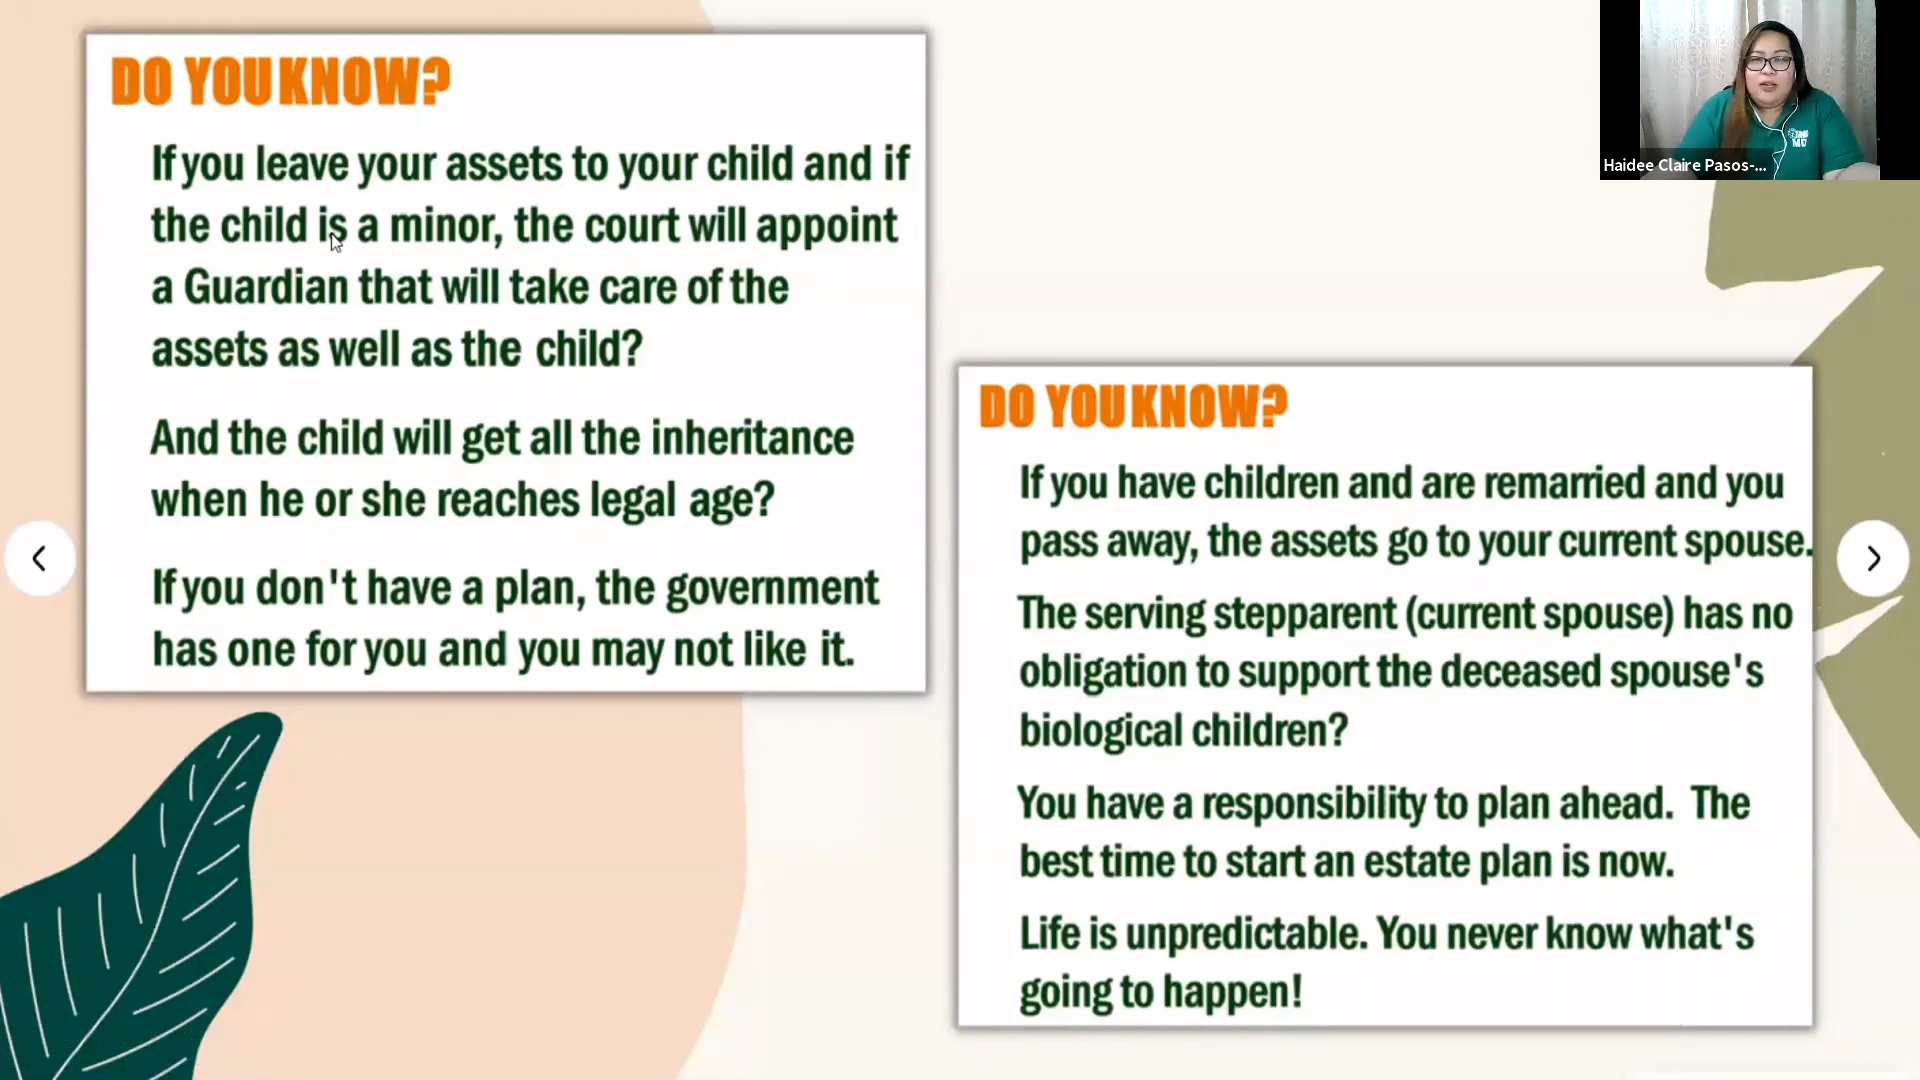 DO YOU KNOW?
If you leave your assets to your child and if
the child is a minor, the court will appoint
a Guardian that will take care of the
assets as well as the child?
And the child will get all the inheritance
when he or she reaches legal age?
If you don't have a plan, the government
has one for you and you may not like it.
DO YOU KNOW?
If you have children and are remarried and you
pass away, the assets go to your current spouse.
The serving stepparent (current spouse) has no
obligation to support the deceased spouse's
biological children?
You have a responsibility to plan ahead. The
best time to start an estate plan is now.
Life is unpredictable. You never know what's
going to happen!
Haidee Claire Pasos-...